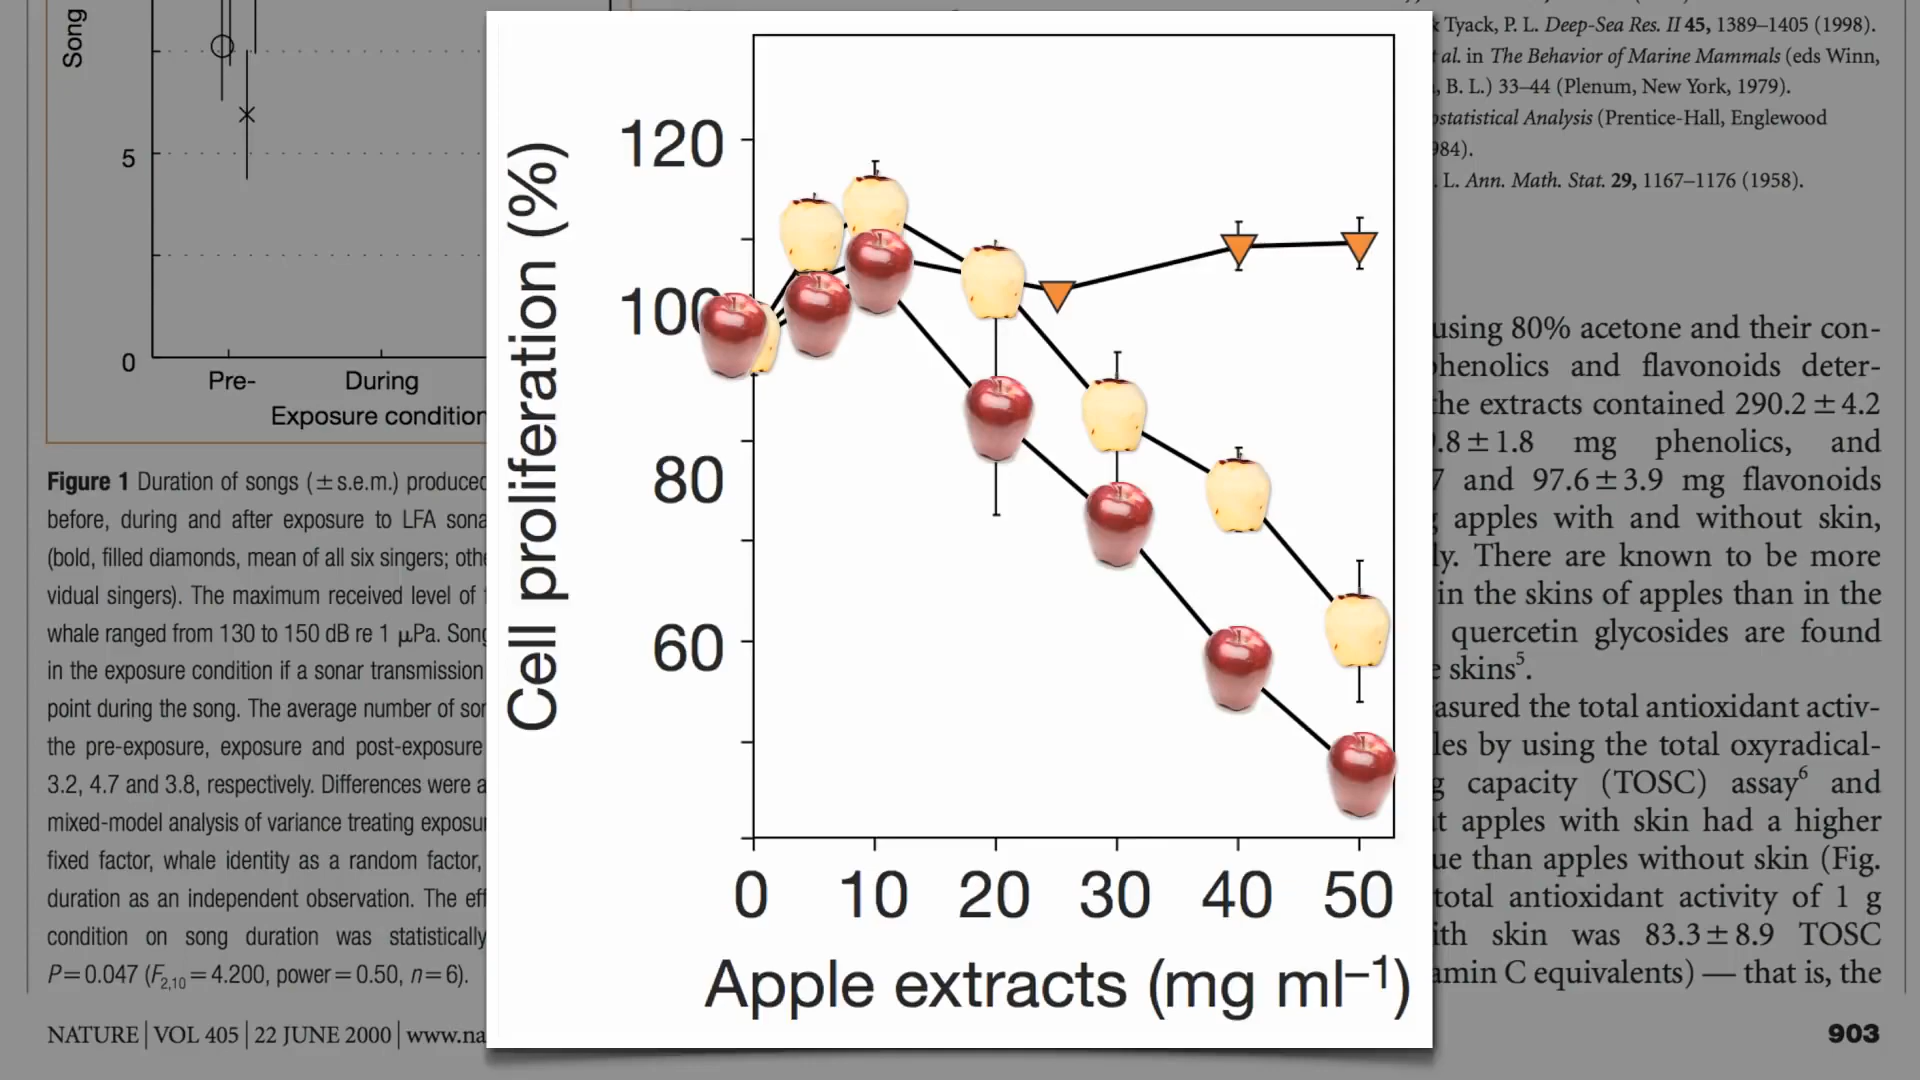 Song
5
0
Pre-
During
Exposure condition
Figure 1 Duration of songs (±s.e.m.) produced
before, during and after exposure to LFA sona
(bold, filled diamonds, mean of all six singers; othe
vidual singers). The maximum received level of
whale ranged from 130 to 150 dB re 1 μPa. Song
in the exposure condition if a sonar transmission
point during the song. The average number of sor
the pre-exposure, exposure and post-exposure
3.2, 4.7 and 3.8, respectively. Differences were a
mixed-model analysis of variance treating exposu
fixed factor, whale identity as a random factor,
duration as an independent observation. The eff
condition on song duration was statistically
P=0.047 (F2,10=4.200, power=0.50, n=6).
NATURE | VOL 405 | 22 JUNE 2000 | www.na
Cell proliferation (%)
120
100
80
60
0 10 20 30 40 50
Apple extracts (mg ml⁻¹)
Tyack, P. L. Deep-Sea Res. II 45, 1389–1405 (1998).
al. in The Behavior of Marine Mammals (eds Winn,
, B. L.) 33–44 (Plenum, New York, 1979).
ostatistical Analysis (Prentice-Hall, Englewood
984).
. L. Ann. Math. Stat. 29, 1167–1176 (1958).
using 80% acetone and their con-
phenolics and flavonoids deter-
the extracts contained 290.2±4.2
.8±1.8 mg phenolics, and
7 and 97.6±3.9 mg flavonoids
g apples with and without skin,
ly. There are known to be more
in the skins of apples than in the
quercetin glycosides are found
e skins⁵.
asured the total antioxidant activ-
les by using the total oxyradical-
g capacity (TOSC) assay⁶ and
at apples with skin had a higher
ue than apples without skin (Fig.
total antioxidant activity of 1 g
ith skin was 83.3±8.9 TOSC
amin C equivalents) — that is, the
903